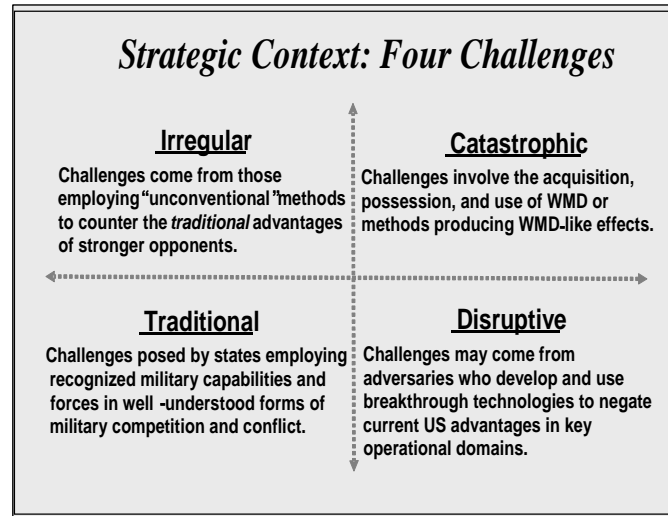 Strategic Context: Four Challenges
Irregular
Challenges come from those
employing “unconventional ”methods
to counter the traditional advantages
of stronger opponents.
Catastrophic
Challenges involve the acquisition,
possession, and use of WMD or
methods producing WMD-like effects.
Traditional
Challenges posed by states employing
recognized military capabilities and
forces in well -understood forms of
military competition and conflict.
Disruptive
Challenges may come from
adversaries who develop and use
breakthrough technologies to negate
current US advantages in key
operational domains.